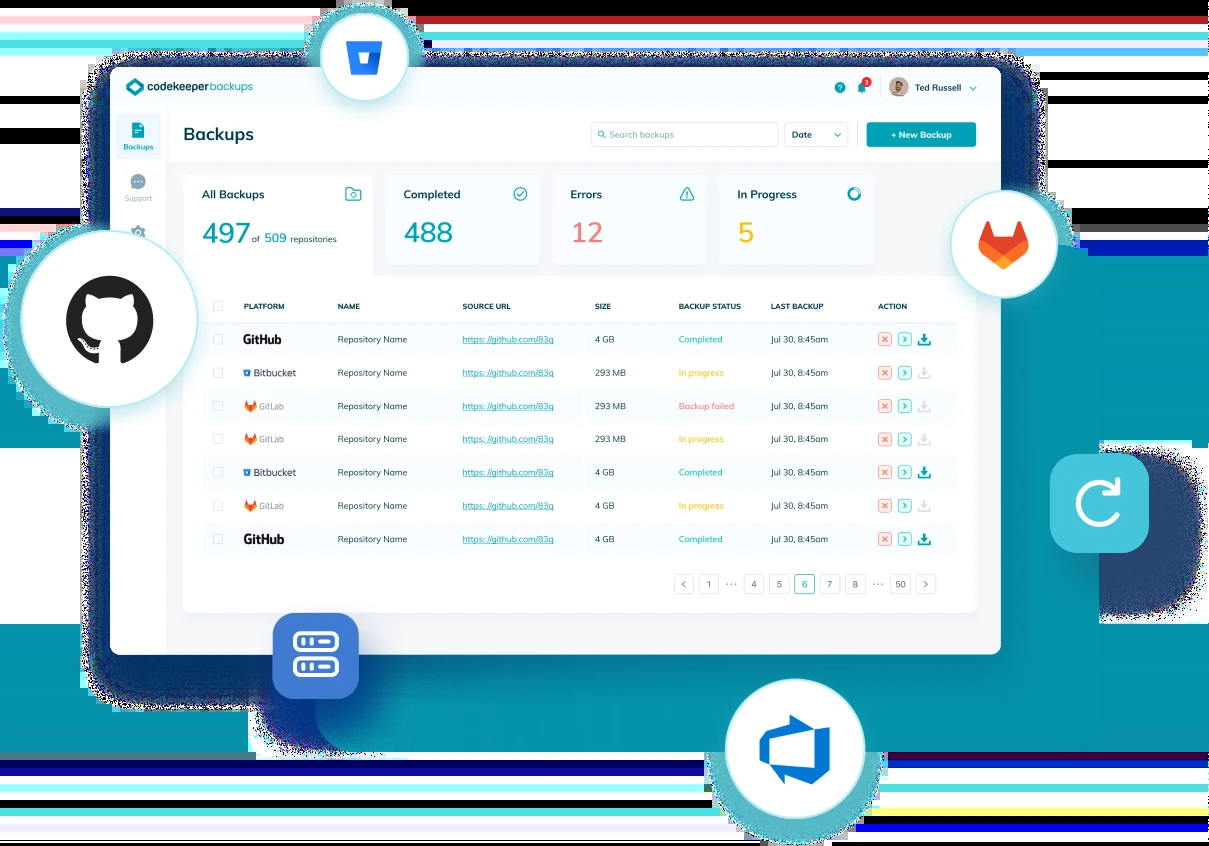 codekeeperbackups
?
3
Ted Russell
Backups
Backups
Search backups
Date
+ New Backup
Support
All Backups
497 of 509 repositories
Completed
488
Errors
12
In Progress
5
PLATFORM NAME SOURCE URL SIZE BACKUP STATUS LAST BACKUP ACTION
GitHub Repository Name https: //github.com/83q 4 GB Completed Jul 30, 8:45am
Bitbucket Repository Name https: //github.com/83q 293 MB In progress Jul 30, 8:45am
GitLab Repository Name https: //github.com/83q 293 MB Backup failed Jul 30, 8:45am
GitLab Repository Name https: //github.com/83q 293 MB In progress Jul 30, 8:45am
Bitbucket Repository Name https: //github.com/83q 4 GB Completed Jul 30, 8:45am
GitLab Repository Name https: //github.com/83q 4 GB In progress Jul 30, 8:45am
GitHub Repository Name https: //github.com/83q 4 GB Completed Jul 30, 8:45am
< 1 ··· 4 5 6 7 8 ··· 50 >